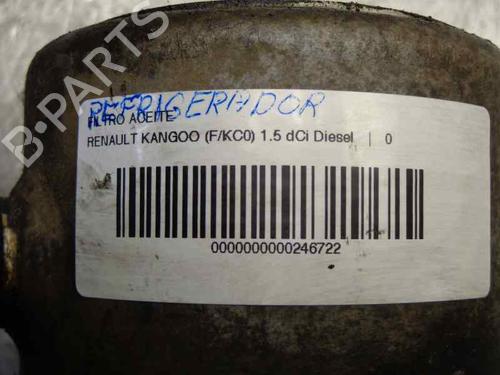 B-PARTS
REFRIGERADOR
FILTRO ACEITE
RENAULT KANGOO (F/KC0) 1.5 dCi Diesel | 0
0000000000246722